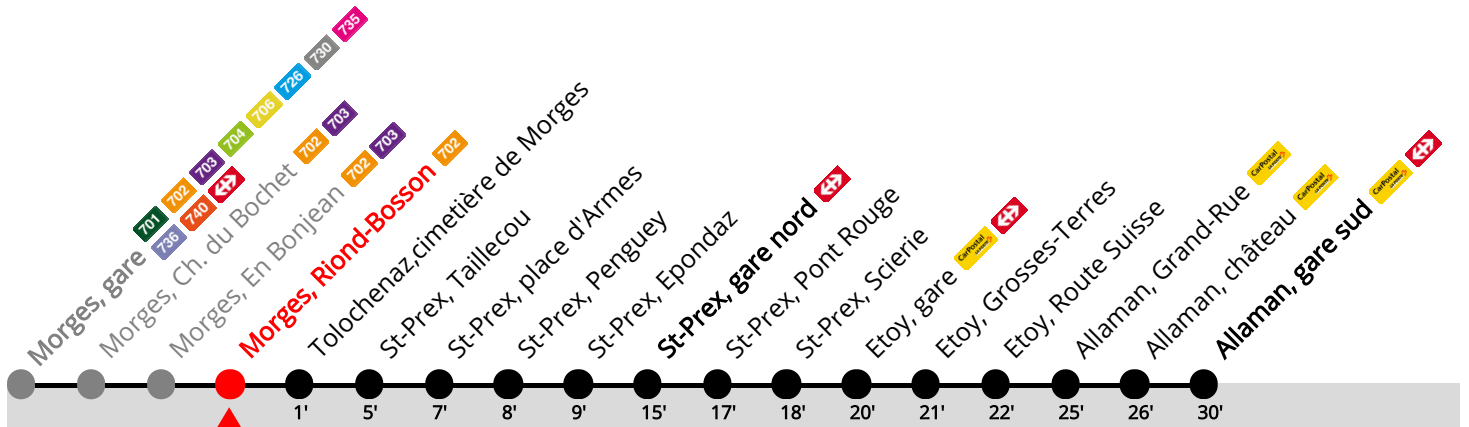 Morges, gare 701 702 703 704 706 726 730 735
736 740
Morges, Ch. du Bochet 702 703
Morges, En Bonjean 702 703
Morges, Riond-Bosson 702
Tolochenaz,cimetière de Morges
St-Prex, Taillecou
St-Prex, place d'Armes
St-Prex, Penguey
St-Prex, Epondaz
St-Prex, gare nord
St-Prex, Pont Rouge
St-Prex, Scierie
Etoy, gare CarPostal
Etoy, Grosses-Terres
Etoy, Route Suisse
Allaman, Grand-Rue CarPostal
Allaman, château CarPostal
Allaman, gare sud CarPostal
1' 5' 7' 8' 9' 15' 17' 18' 20' 21' 22' 25' 26' 30'